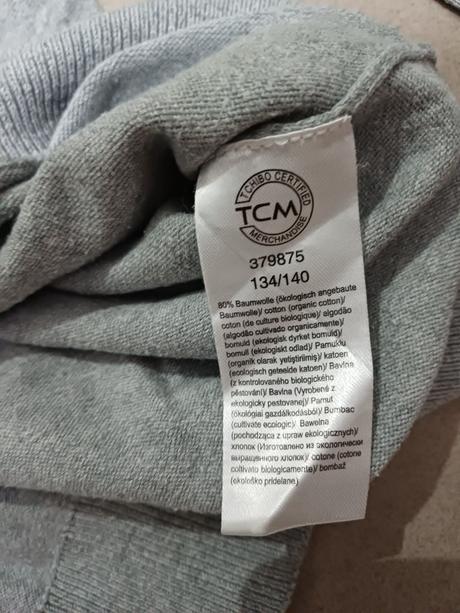 TCHIBO CERTIFIED
TCM
MERCHANDISE
379875
134/140
80% Baumwolle (ökologisch angebaute
Baumwolle)/ cotton (organic cotton)/
coton (de culture biologique)/ algodão
(algodão cultivado organicamente)/
bomuld (økologisk dyrket bomuld)/
bomull (ekologiskt odlad)/ Pamuklu
(organik olarak yetiştirilmiş)/ katoen
(ecologisch geteelde katoen)/ Bavlna
(z kontrolovaného biologického
pěstování)/ Bavlna (Vyrobené z
ekologicky pestovanej)/ Pamut
(ökológiai gazdálkodásból)/ Bumbac
(cultivate ecologic)/ Bawełna
(pochodząca z upraw ekologicznych)/
хлопок (Изготовлено из экологически
выращенного хлопок)/ cotone (cotone
coltivato biologicamente)/ bombaž
(ekološko pridelane)